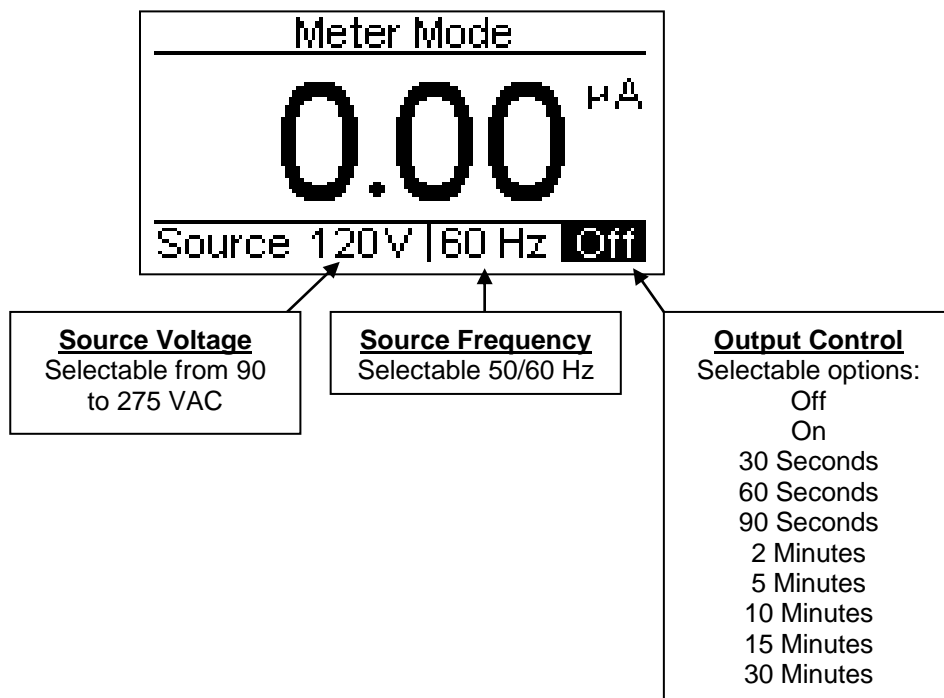 Meter Mode
0.00 µA
Source 120V | 60 Hz Off
Source Voltage
Selectable from 90
to 275 VAC
Source Frequency
Selectable 50/60 Hz
Output Control
Selectable options:
Off
On
30 Seconds
60 Seconds
90 Seconds
2 Minutes
5 Minutes
10 Minutes
15 Minutes
30 Minutes